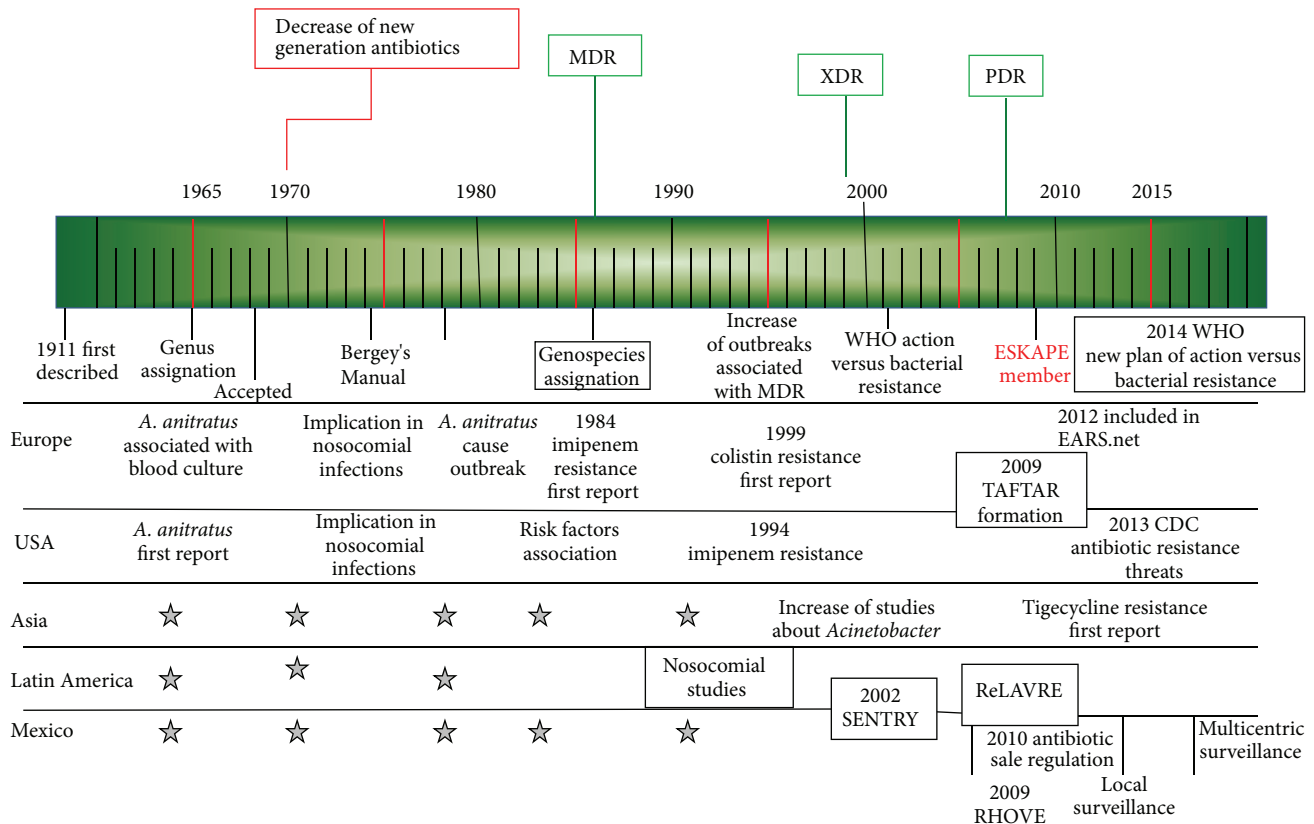 Decrease of new
generation antibiotics
MDR
XDR
PDR
1965
1970
1980
1990
2000
2010
2015
1911 first
described
Genus
assignation
Accepted
Bergey's
Manual
Genospecies
assignation
Increase
of outbreaks
associated
with MDR
WHO action
versus bacterial
resistance
ESKAPE
member
2014 WHO
new plan of action versus
bacterial resistance
Europe
A. anitratus
associated with
blood culture
Implication in
nosocomial
infections
A. anitratus
cause
outbreak
1984
imipenem
resistance
first report
1999
colistin resistance
first report
2009
TAFTAR
formation
2012 included in
EARS.net
USA
A. anitratus
first report
Implication in
nosocomial
infections
Risk factors
association
1994
imipenem resistance
2013 CDC
antibiotic resistance
threats
Asia
Increase of studies
about Acinetobacter
Tigecycline resistance
first report
Latin America
Nosocomial
studies
2002
SENTRY
ReLAVRE
Mexico
2009
RHOVE
2010 antibiotic
sale regulation
Local
surveillance
Multicentric
surveillance